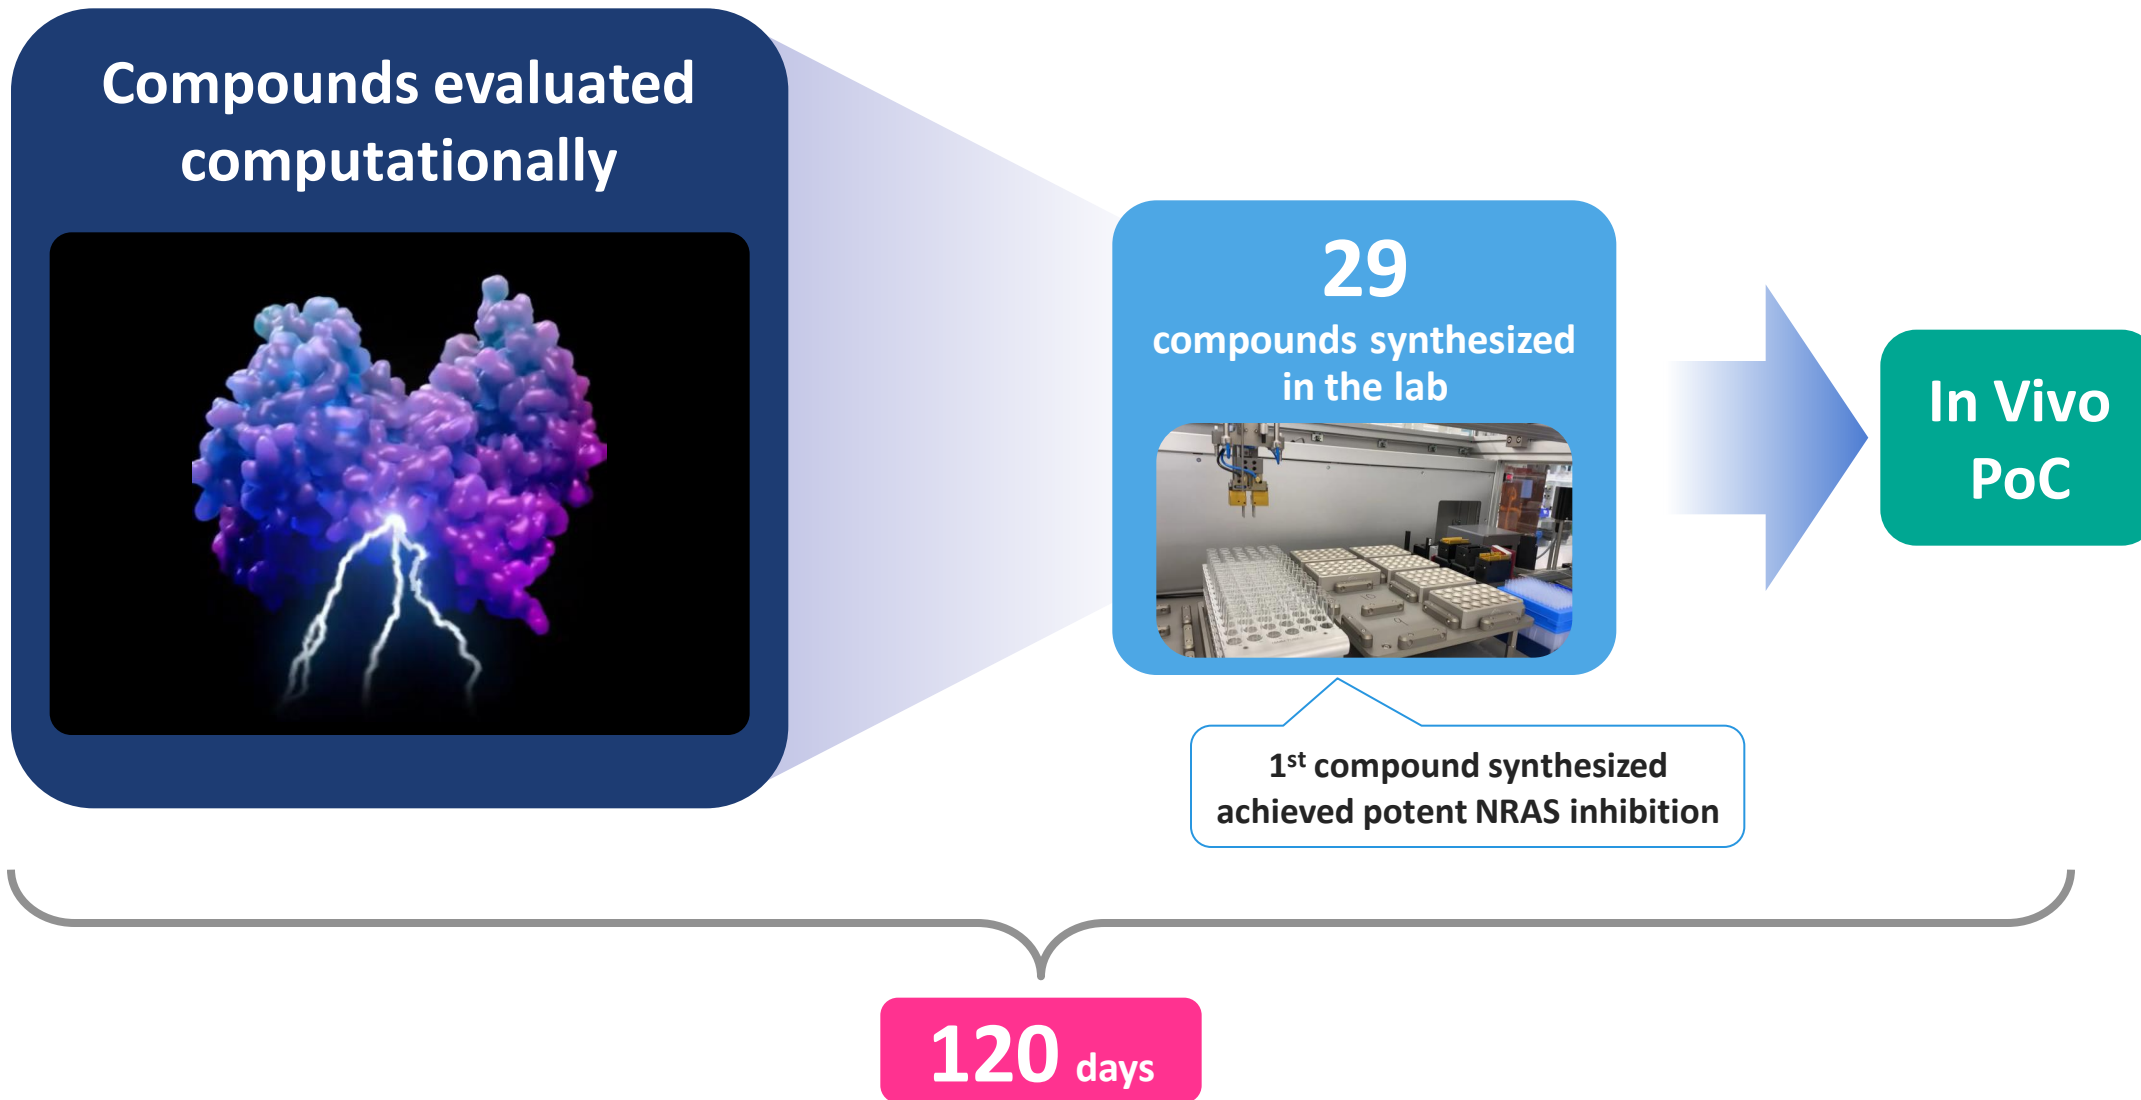 Compounds evaluated
computationally
29
compounds synthesized
in the lab
In Vivo
PoC
1st compound synthesized
achieved potent NRAS inhibition
120 days